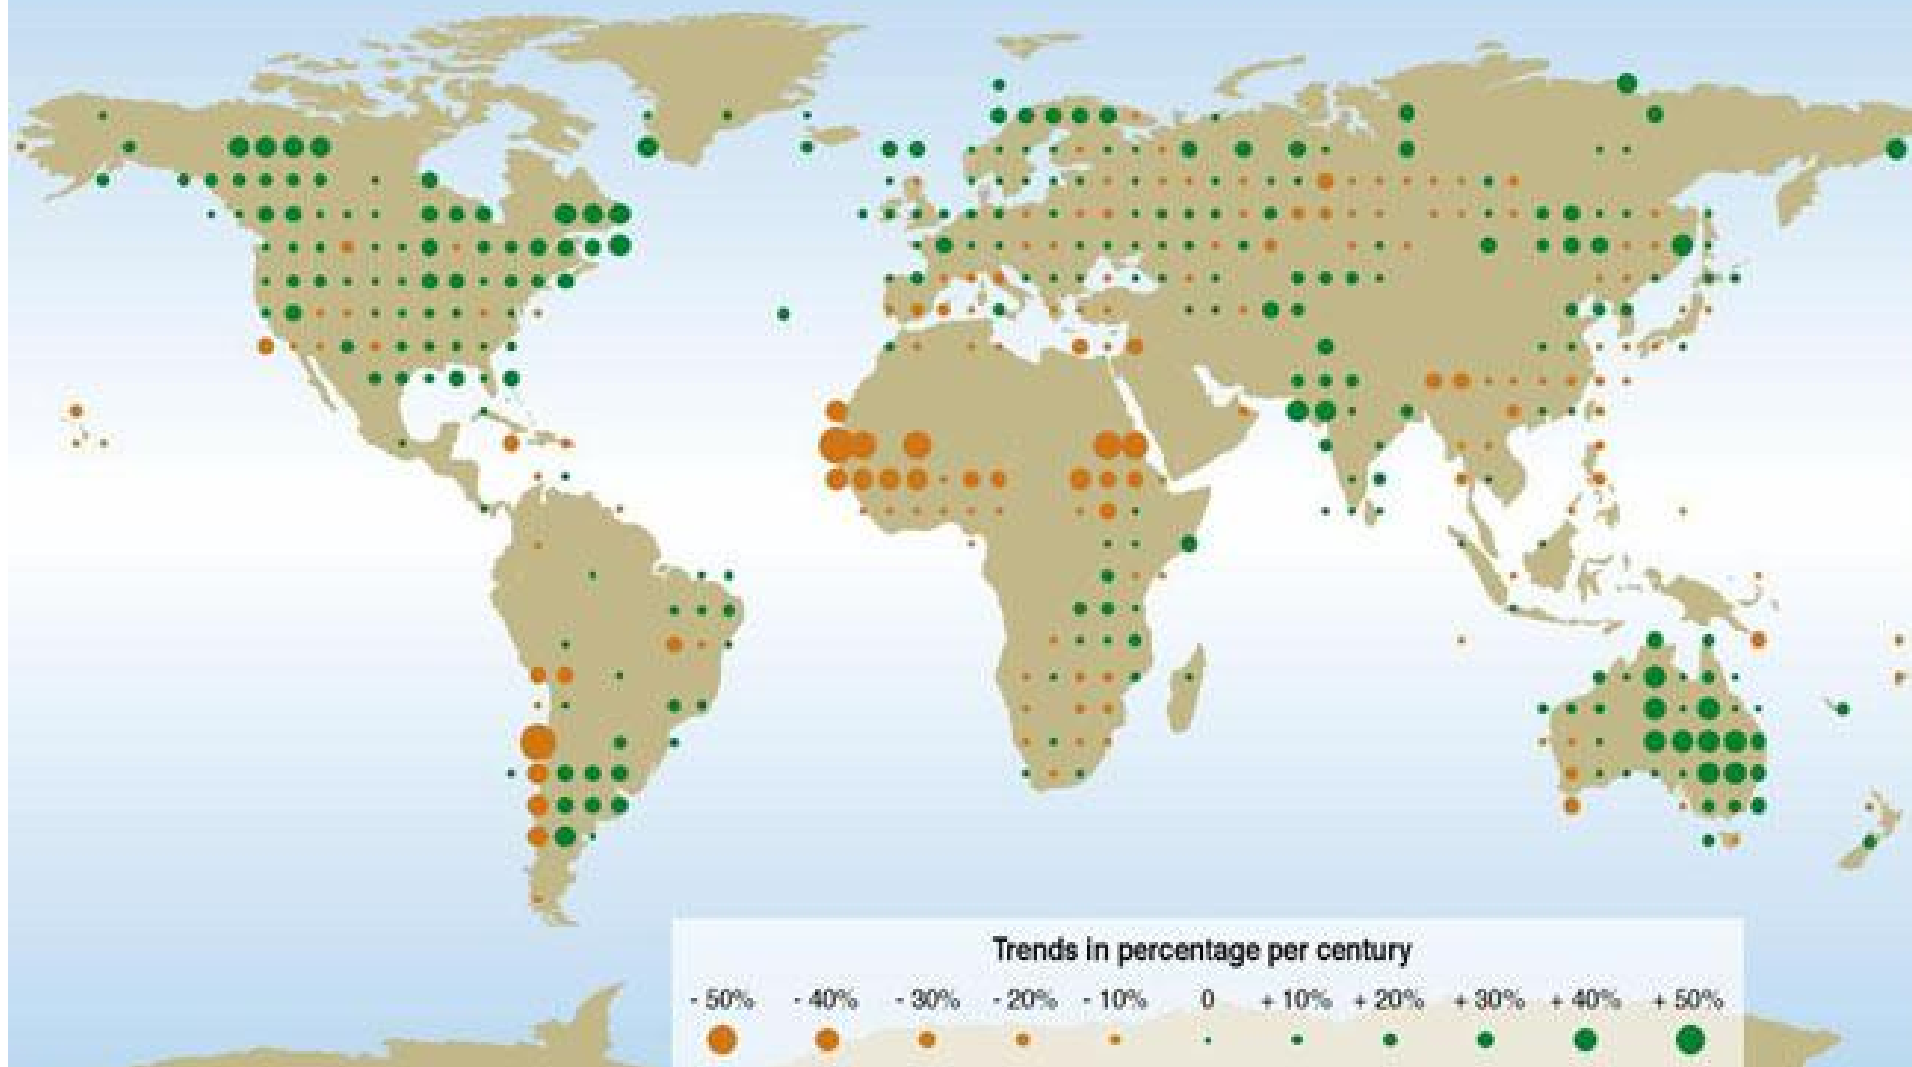 Trends in percentage per century
- 50% - 40% - 30% - 20% - 10% 0 + 10% + 20% + 30% + 40% + 50%